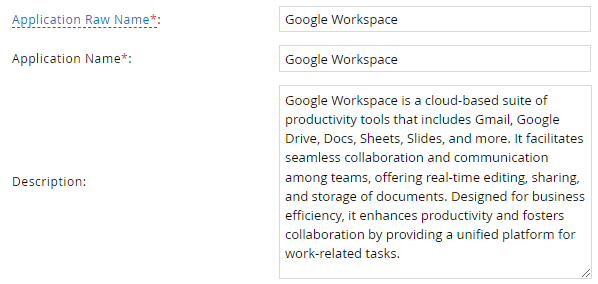 Application Raw Name*: Google Workspace
Application Name*: Google Workspace
Description:
Google Workspace is a cloud-based suite of
productivity tools that includes Gmail, Google
Drive, Docs, Sheets, Slides, and more. It facilitates
seamless collaboration and communication
among teams, offering real-time editing, sharing,
and storage of documents. Designed for business
efficiency, it enhances productivity and fosters
collaboration by providing a unified platform for
work-related tasks.